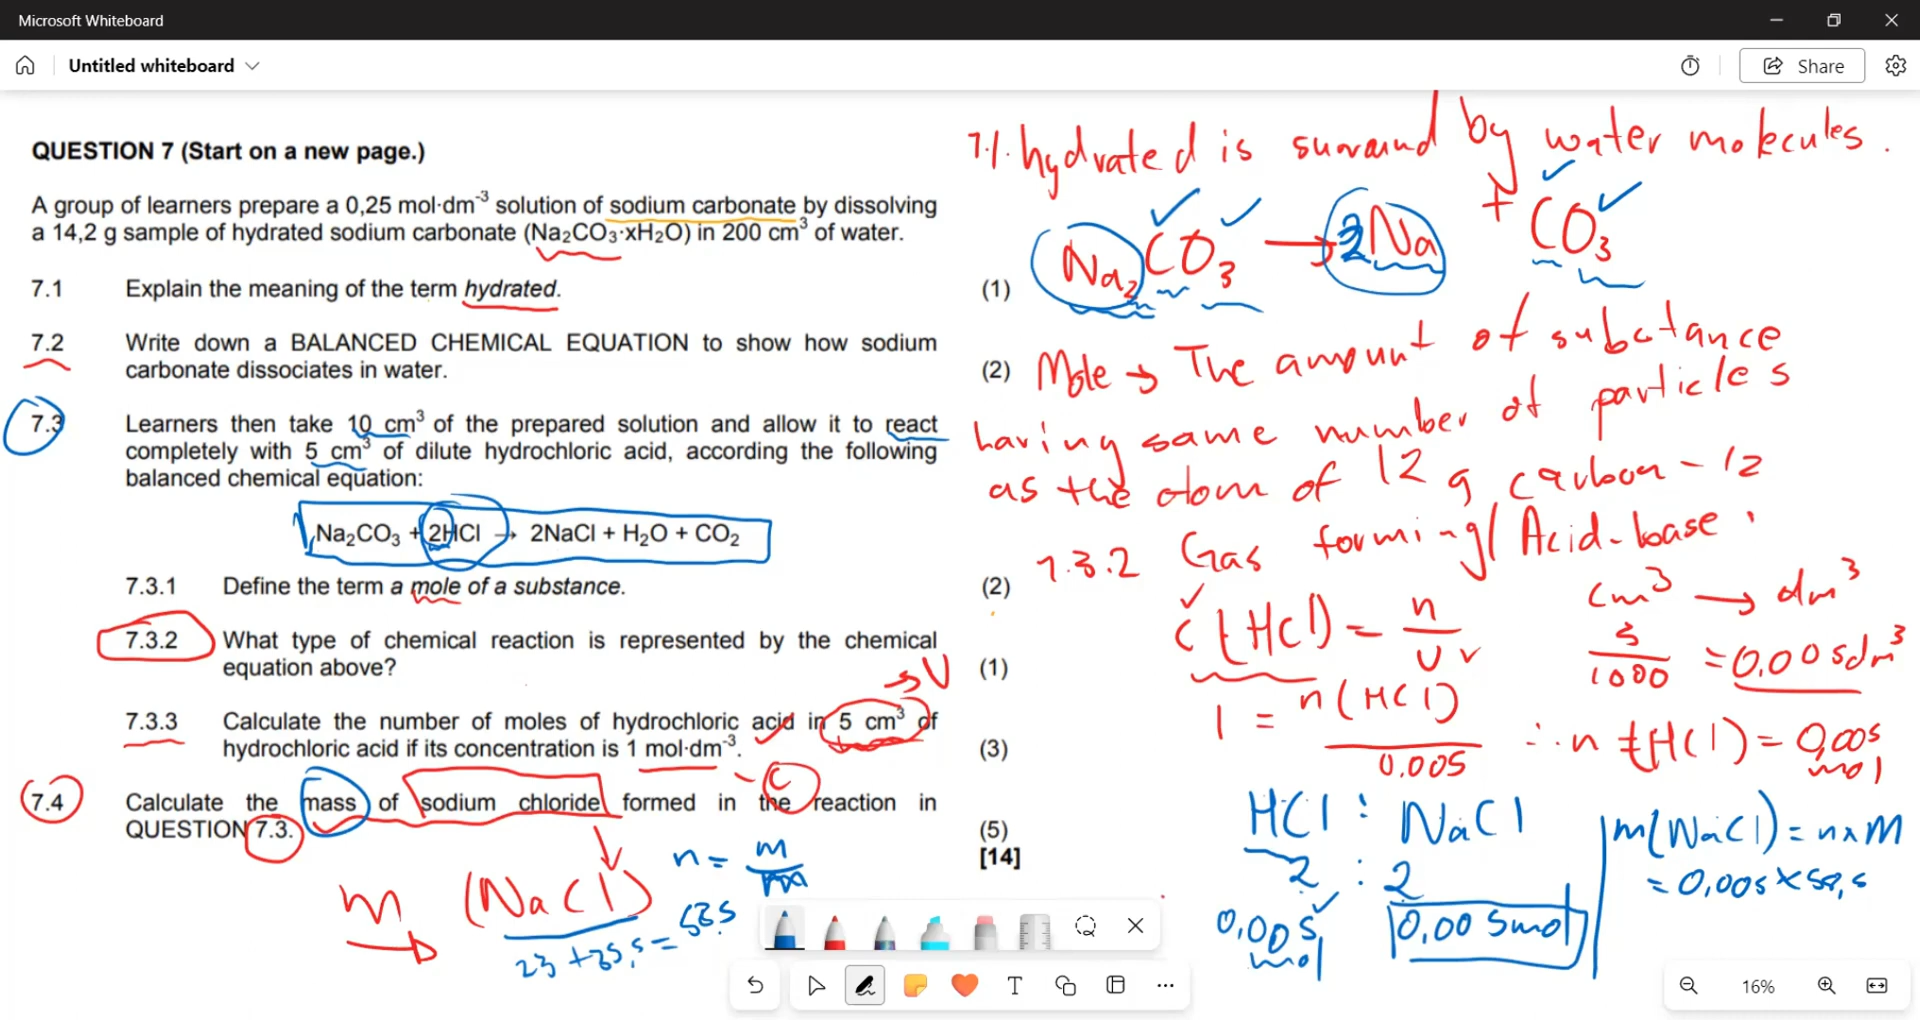 Microsoft Whiteboard
Untitled whiteboard
Share
QUESTION 7 (Start on a new page.)
A group of learners prepare a 0,25 mol·dm⁻³ solution of sodium carbonate by dissolving
a 14,2 g sample of hydrated sodium carbonate (Na₂CO₃·xH₂O) in 200 cm³ of water.
7.1 Explain the meaning of the term hydrated. (1)
7.2 Write down a BALANCED CHEMICAL EQUATION to show how sodium
carbonate dissociates in water. (2)
7.3 Learners then take 10 cm³ of the prepared solution and allow it to react
completely with 5 cm³ of dilute hydrochloric acid, according the following
balanced chemical equation:
Na₂CO₃ + 2HCl → 2NaCl + H₂O + CO₂
7.3.1 Define the term a mole of a substance. (2)
7.3.2 What type of chemical reaction is represented by the chemical
equation above? (1)
→ V
7.3.3 Calculate the number of moles of hydrochloric acid in 5 cm³ of
hydrochloric acid if its concentration is 1 mol·dm⁻³. (3)
- C
7.4 Calculate the mass of sodium chloride formed in the reaction in
QUESTION 7.3. (5)
[14]
n = m
m (NaCl)
23 + 35,5 = 58,5
7.1. hydrated is suround by water molecules.
Na₂CO₃ → 2Na + CO₃
Mole → The amount of substance
having same number of particles
as the atom of 12 g carbon-12
7.3.2 Gas forming/ Acid-base
cm³ → dm³
c(HCl) = n
V
5
1000 = 0,005dm³
1 = n(HCl)
0.005
∴ n(HCl) = 0,005
mol
HCl : NaCl
2 : 2
0,005 mol
0,005mol
m(NaCl) = n x M
= 0,005 x 58,5
16%